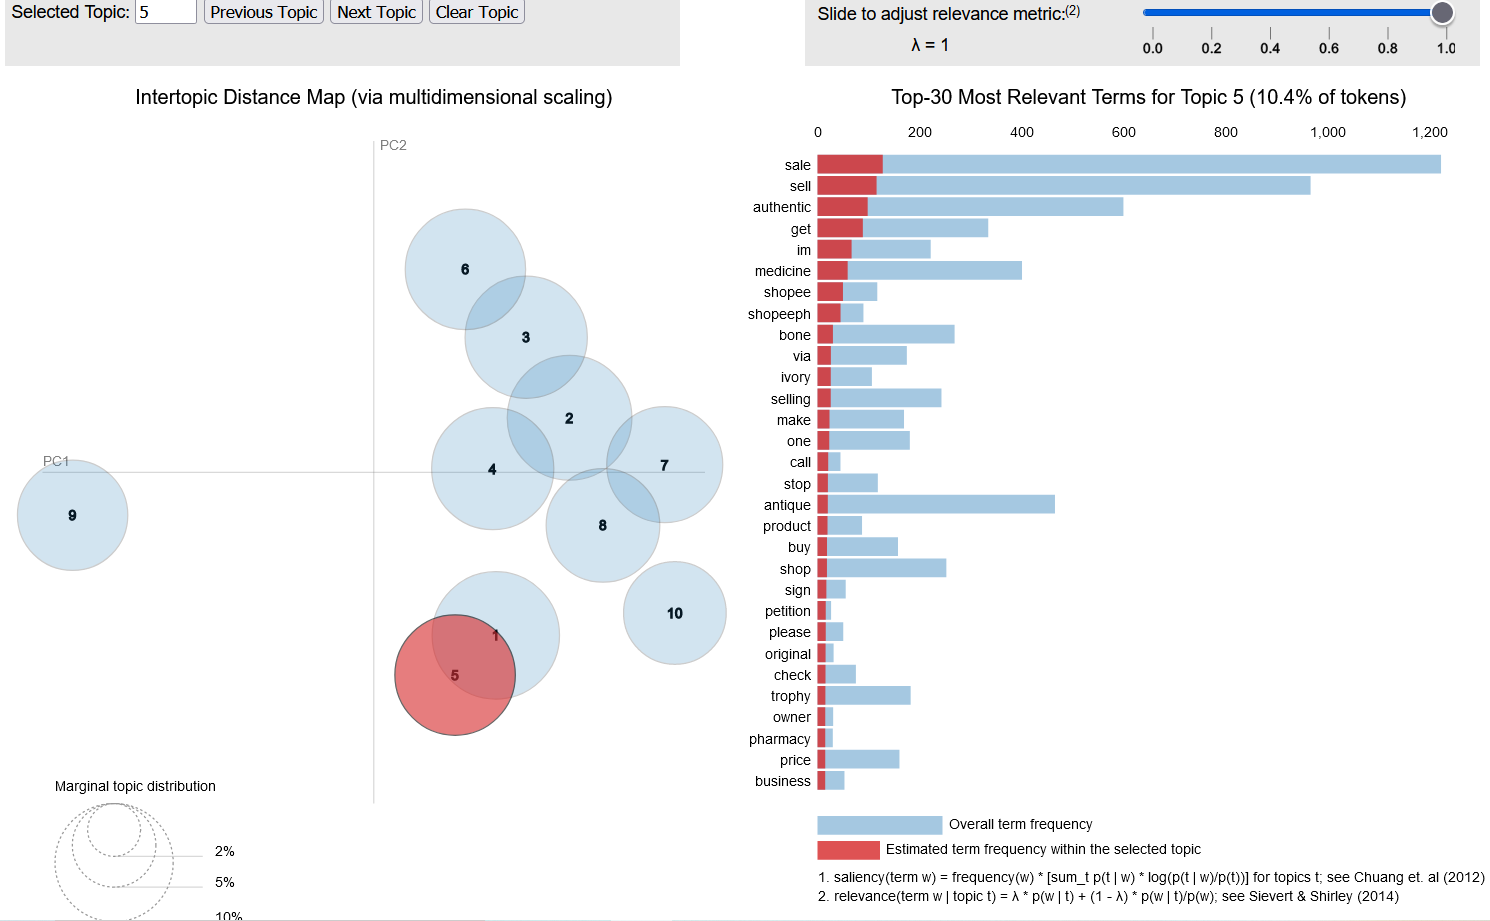 Selected Topic: 5 Previous Topic Next Topic Clear Topic
Slide to adjust relevance metric:(2)
λ = 1
0.0 0.2 0.4 0.6 0.8 1.0
Intertopic Distance Map (via multidimensional scaling)
PC2
PC1
6
3
2
4
7
9
8
1
10
5
Marginal topic distribution
2%
5%
10%
Top-30 Most Relevant Terms for Topic 5 (10.4% of tokens)
0 200 400 600 800 1,000 1,200
sale
sell
authentic
get
im
medicine
shopee
shopeeph
bone
via
ivory
selling
make
one
call
stop
antique
product
buy
shop
sign
petition
please
original
check
trophy
owner
pharmacy
price
business
Overall term frequency
Estimated term frequency within the selected topic
1. saliency(term w) = frequency(w) * [sum_t p(t | w) * log(p(t | w)/p(t))] for topics t; see Chuang et. al (2012)
2. relevance(term w | topic t) = λ * p(w | t) + (1 - λ) * p(w | t)/p(w); see Sievert & Shirley (2014)